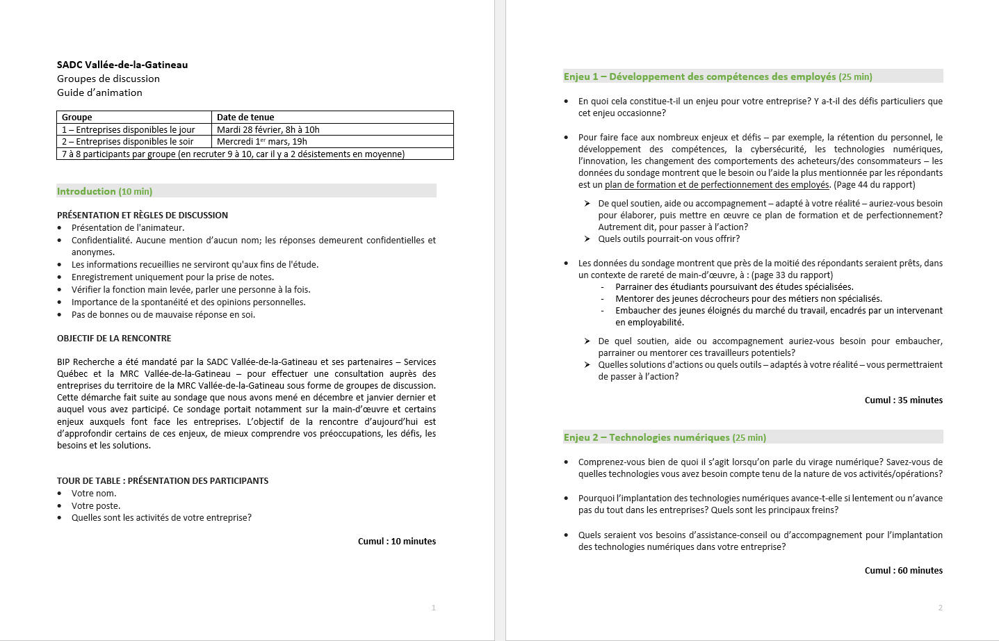 SADC Vallée-de-la-Gatineau
Groupes de discussion
Guide d’animation
Groupe Date de tenue
1 – Entreprises disponibles le jour Mardi 28 février, 8h à 10h
2 – Entreprises disponibles le soir Mercredi 1er mars, 19h
7 à 8 participants par groupe (en recruter 9 à 10, car il y a 2 désistements en moyenne)
Introduction (10 min)
PRÉSENTATION ET RÈGLES DE DISCUSSION
• Présentation de l'animateur.
• Confidentialité. Aucune mention d’aucun nom; les réponses demeurent confidentielles et
anonymes.
• Les informations recueillies ne serviront qu'aux fins de l'étude.
• Enregistrement uniquement pour la prise de notes.
• Vérifier la fonction main levée, parler une personne à la fois.
• Importance de la spontanéité et des opinions personnelles.
• Pas de bonnes ou de mauvaise réponse en soi.
OBJECTIF DE LA RENCONTRE
BIP Recherche a été mandaté par la SADC Vallée-de-la-Gatineau et ses partenaires – Services
Québec et la MRC Vallée-de-la-Gatineau – pour effectuer une consultation auprès des
entreprises du territoire de la MRC Vallée-de-la-Gatineau sous forme de groupes de discussion.
Cette démarche fait suite au sondage que nous avons mené en décembre et janvier dernier et
auquel vous avez participé. Ce sondage portait notamment sur la main-d’œuvre et certains
enjeux auxquels font face les entreprises. L’objectif de la rencontre d’aujourd’hui est
d’approfondir certains de ces enjeux, de mieux comprendre vos préoccupations, les défis, les
besoins et les solutions.
TOUR DE TABLE : PRÉSENTATION DES PARTICIPANTS
• Votre nom.
• Votre poste.
• Quelles sont les activités de votre entreprise?
Cumul : 10 minutes
1
Enjeu 1 – Développement des compétences des employés (25 min)
• En quoi cela constitue-t-il un enjeu pour votre entreprise? Y a-t-il des défis particuliers que
cet enjeu occasionne?
• Pour faire face aux nombreux enjeux et défis – par exemple, la rétention du personnel, le
développement des compétences, la cybersécurité, les technologies numériques,
l’innovation, les changement des comportements des acheteurs/des consommateurs – les
données du sondage montrent que le besoin ou l’aide la plus mentionnée par les répondants
est un plan de formation et de perfectionnement des employés. (Page 44 du rapport)
➢ De quel soutien, aide ou accompagnement – adapté à votre réalité – auriez-vous besoin
pour élaborer, puis mettre en œuvre ce plan de formation et de perfectionnement?
Autrement dit, pour passer à l’action?
➢ Quels outils pourrait-on vous offrir?
• Les données du sondage montrent que près de la moitié des répondants seraient prêts, dans
un contexte de rareté de main-d’œuvre, à : (page 33 du rapport)
- Parrainer des étudiants poursuivant des études spécialisées.
- Mentorer des jeunes décrocheurs pour des métiers non spécialisés.
- Embaucher des jeunes éloignés du marché du travail, encadrés par un intervenant
en employabilité.
➢ De quel soutien, aide ou accompagnement auriez-vous besoin pour embaucher,
parrainer ou mentorer ces travailleurs potentiels?
➢ Quelles solutions d'actions ou quels outils – adaptés à votre réalité – vous permettraient
de passer à l’action?
Cumul : 35 minutes
Enjeu 2 – Technologies numériques (25 min)
• Comprenez-vous bien de quoi il s’agit lorsqu’on parle du virage numérique? Savez-vous de
quelles technologies vous avez besoin compte tenu de la nature de vos activités/opérations?
• Pourquoi l’implantation des technologies numériques avance-t-elle si lentement ou n’avance
pas du tout dans les entreprises? Quels sont les principaux freins?
• Quels seraient vos besoins d’assistance-conseil ou d’accompagnement pour l’implantation
des technologies numériques dans votre entreprise?
Cumul : 60 minutes
2